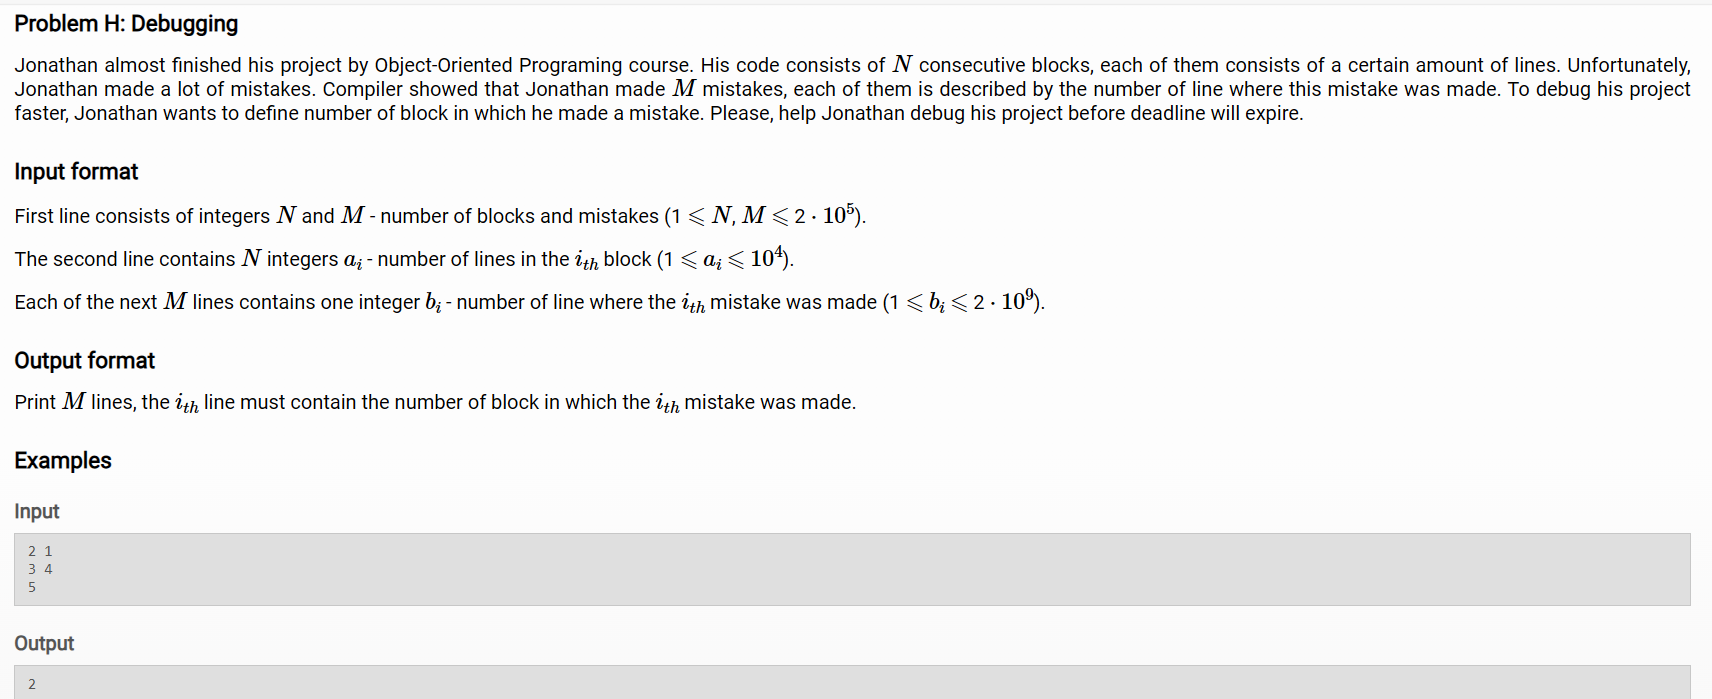 Problem H: Debugging
Jonathan almost finished his project by Object-Oriented Programing course. His code consists of N consecutive blocks, each of them consists of a certain amount of lines. Unfortunately,
Jonathan made a lot of mistakes. Compiler showed that Jonathan made M mistakes, each of them is described by the number of line where this mistake was made. To debug his project
faster, Jonathan wants to define number of block in which he made a mistake. Please, help Jonathan debug his project before deadline will expire.
Input format
First line consists of integers N and M - number of blocks and mistakes (1 ⩽ N, M ⩽ 2 · 10^5).
The second line contains N integers a_i - number of lines in the i_th block (1 ⩽ a_i ⩽ 10^4).
Each of the next M lines contains one integer b_i - number of line where the i_th mistake was made (1 ⩽ b_i ⩽ 2 · 10^9).
Output format
Print M lines, the i_th line must contain the number of block in which the i_th mistake was made.
Examples
Input
2 1
3 4
5
Output
2